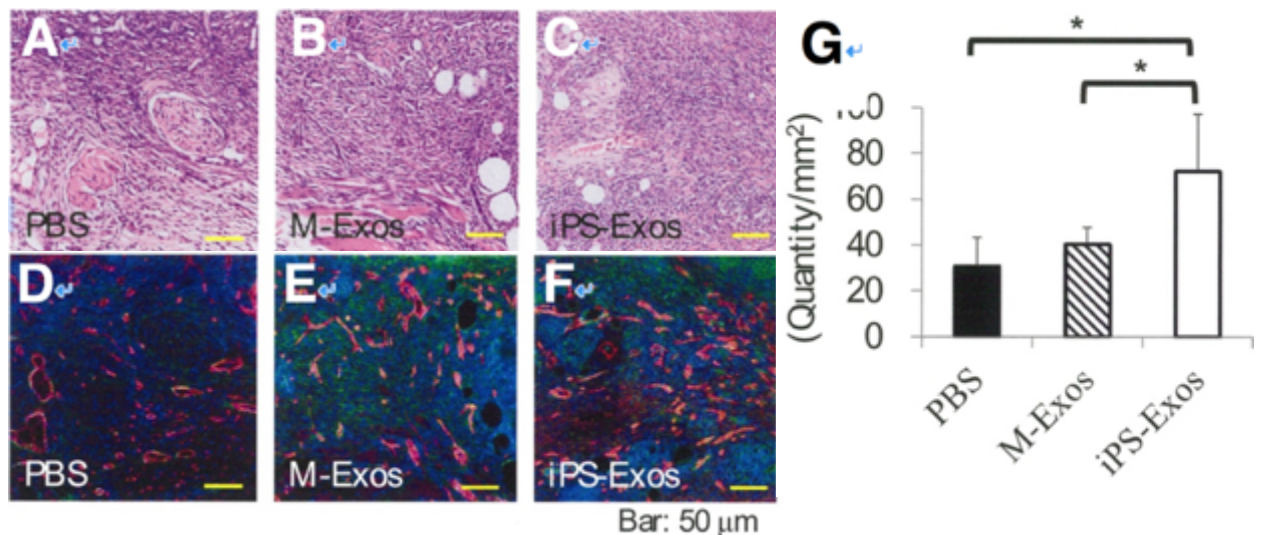 A↵
B↵
C↵
PBS
M-Exos
iPS-Exos
D↵
E↵
F↵
PBS
M-Exos
iPS-Exos
Bar: 50 μm
G↵
*
*
(Quantity/mm²)
80
60
40
20
0
PBS
M-Exos
iPS-Exos